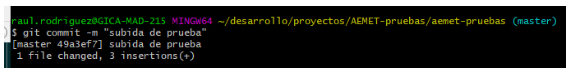 raul.rodriguez@GICA-MAD-215 MINGW64 ~/desarrollo/proyectos/AEMET-pruebas/aemet-pruebas (master)
$ git commit -m "subida de prueba"
[master 49a3ef7] subida de prueba
 1 file changed, 3 insertions(+)